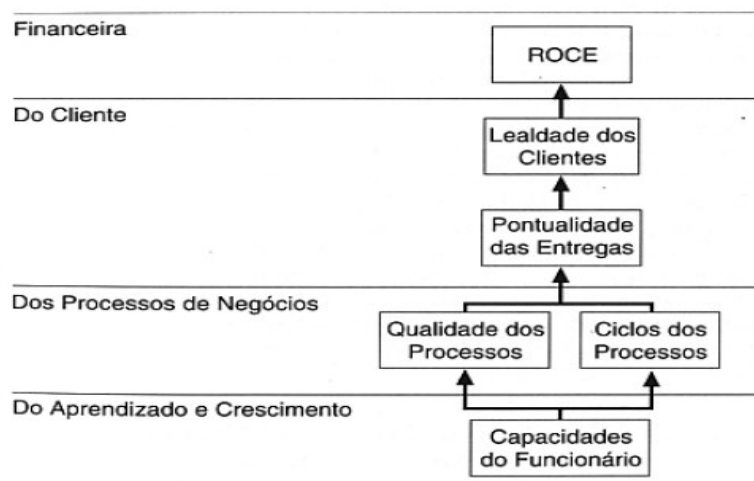 Financeira
ROCE
Do Cliente
Lealdade dos
Clientes
Pontualidade
das Entregas
Dos Processos de Negócios
Qualidade dos
Processos
Ciclos dos
Processos
Do Aprendizado e Crescimento
Capacidades
do Funcionário